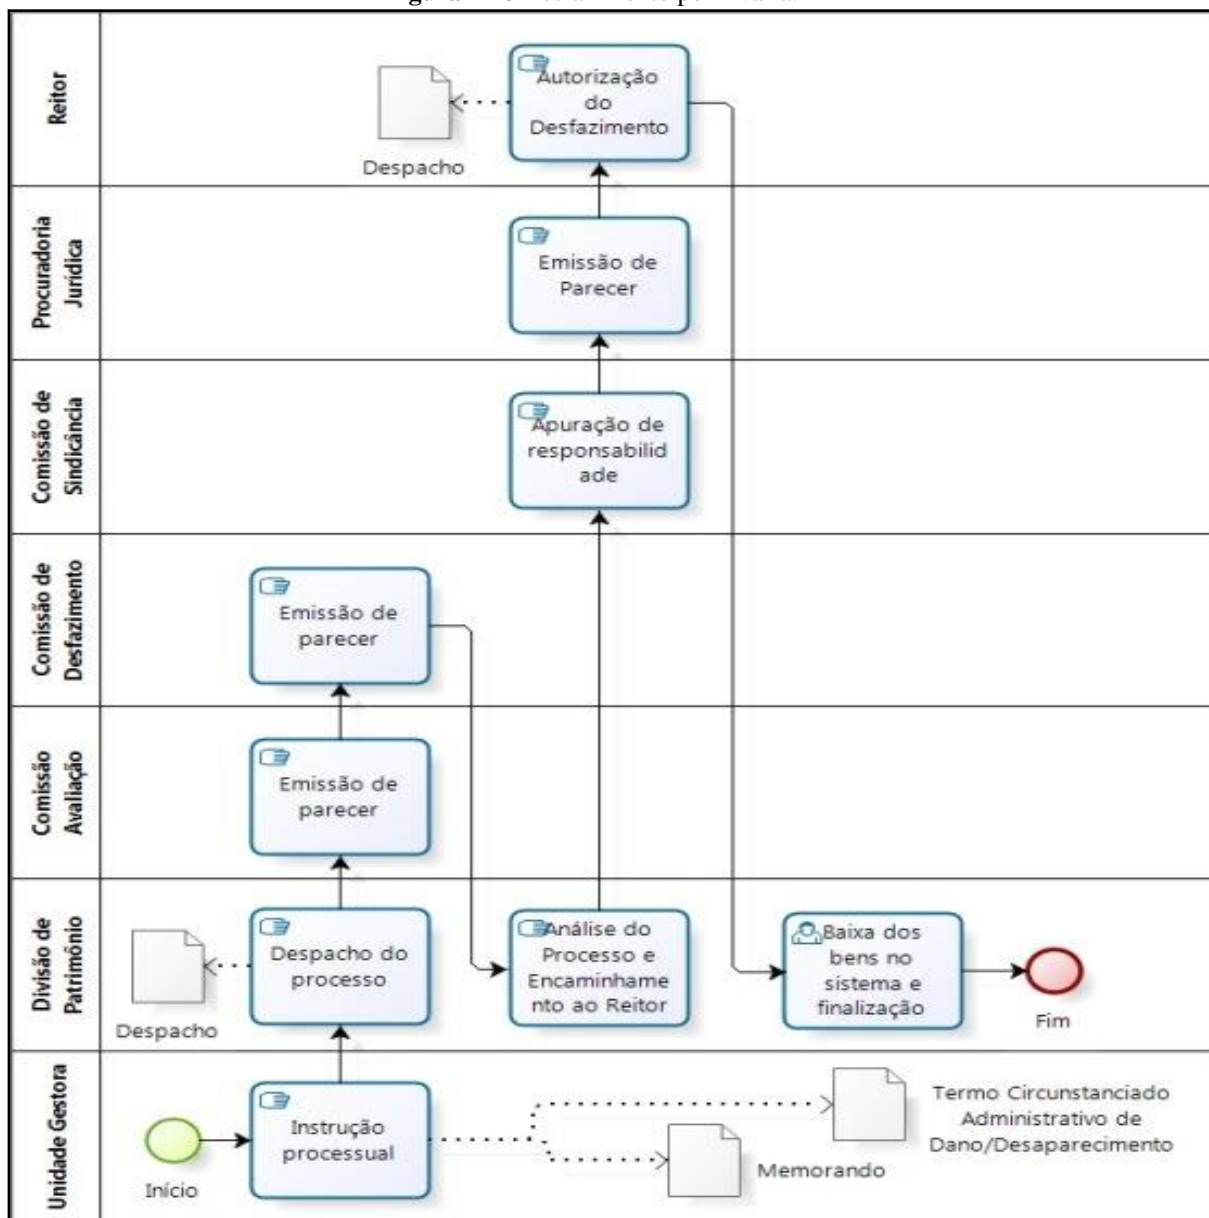 Reitor
Autorização
do
Desfazimento
Despacho
Procuradoria
Jurídica
Emissão de
Parecer
Comissão de
Sindicância
Apuração de
responsabilid
ade
Comissão de
Desfazimento
Emissão de
parecer
Comissão
Avaliação
Emissão de
parecer
Divisão de
Patrimônio
Despacho do
processo
Despacho
Análise do
Processo e
Encaminhame
nto ao Reitor
Baixa dos
bens no
sistema e
finalização
Fim
Unidade Gestora
Início
Instrução
processual
Memorando
Termo Circunstanciado
Administrativo de
Dano/Desaparecimento